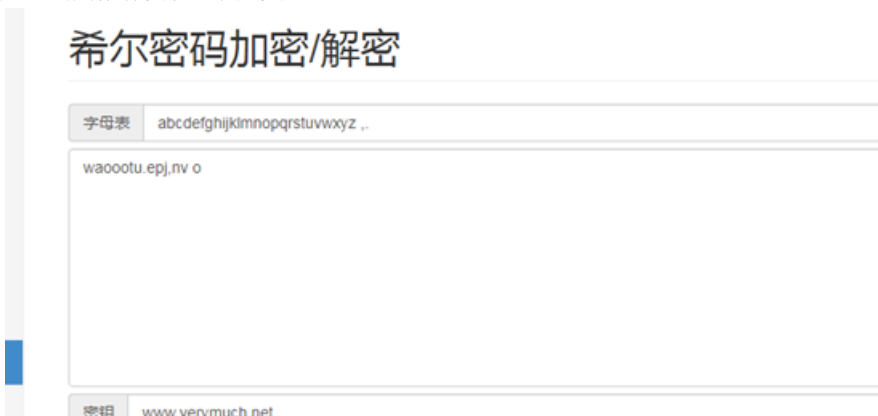 希尔密码加密/解密
字母表 abcdefghijklmnopqrstuvwxyz ,.
waoootu.epj,nv o
密钥 www.verymuch.net